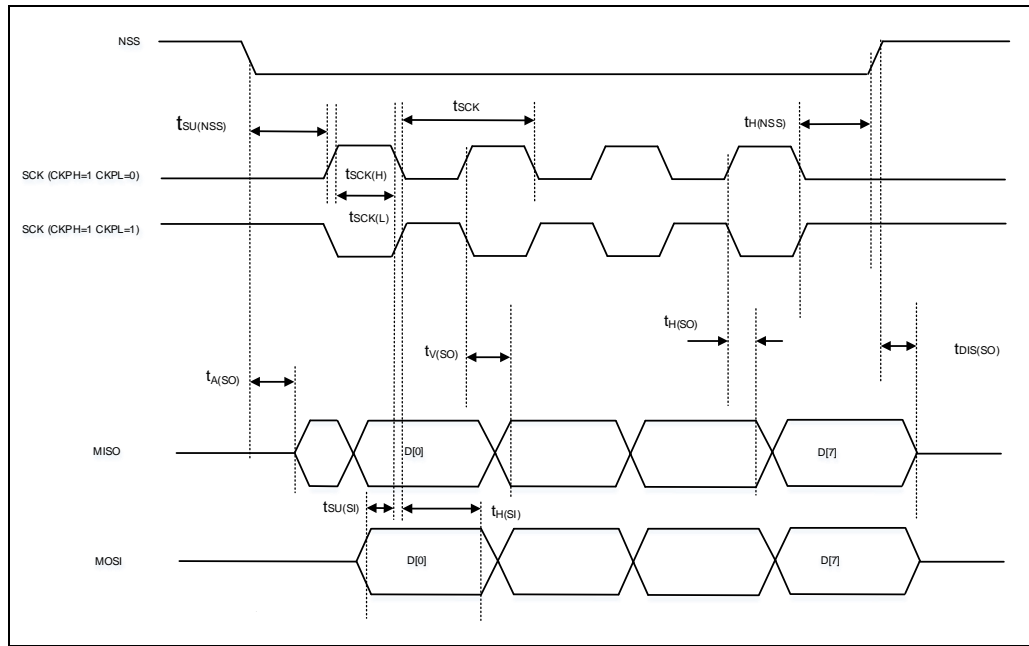 NSS
tSCK
tSU(NSS)
tH(NSS)
SCK (CKPH=1 CKPL=0)
tSCK(H)
tSCK(L)
SCK (CKPH=1 CKPL=1)
tH(SO)
tV(SO)
tDIS(SO)
tA(SO)
MISO
D[0]
D[7]
tSU(SI)
tH(SI)
MOSI
D[0]
D[7]